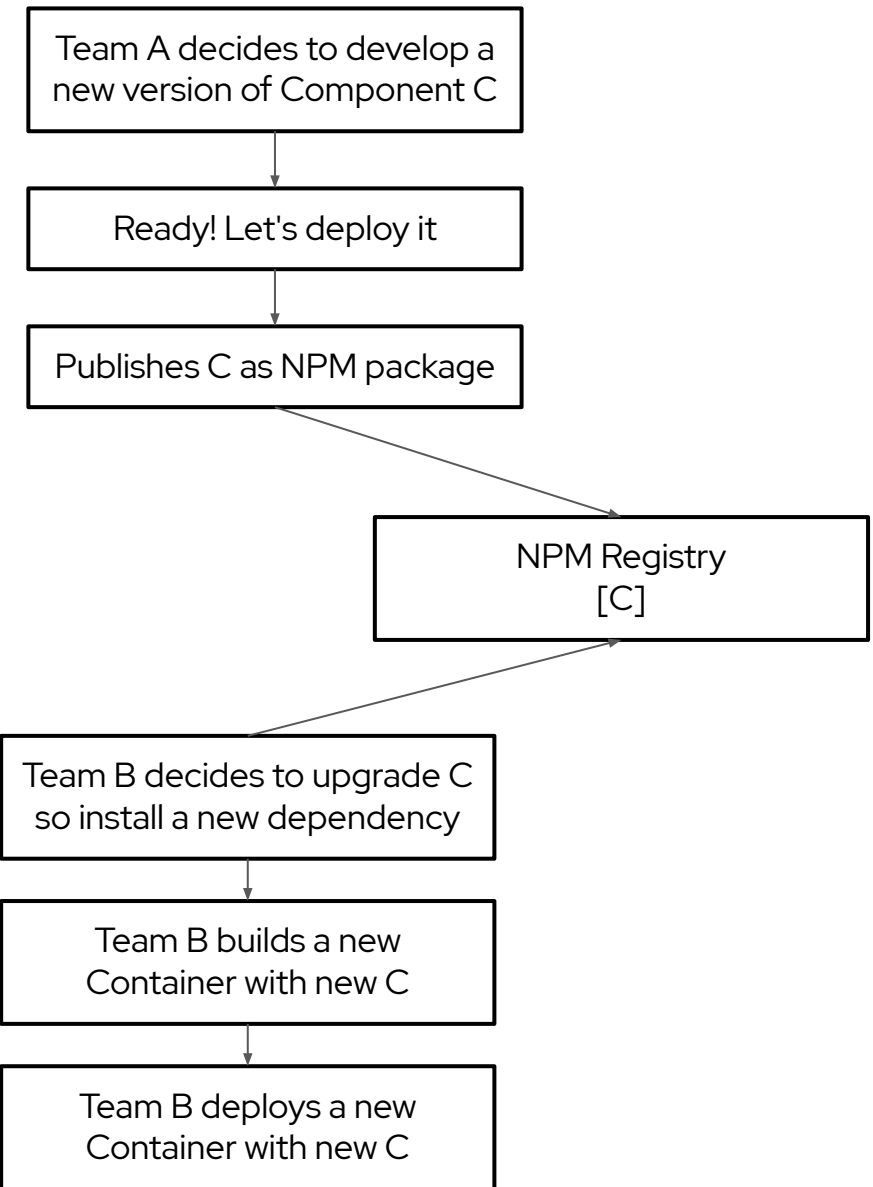 Team A decides to develop a
new version of Component C
Ready! Let's deploy it
Publishes C as NPM package
NPM Registry
[C]
Team B decides to upgrade C
so install a new dependency
Team B builds a new
Container with new C
Team B deploys a new
Container with new C